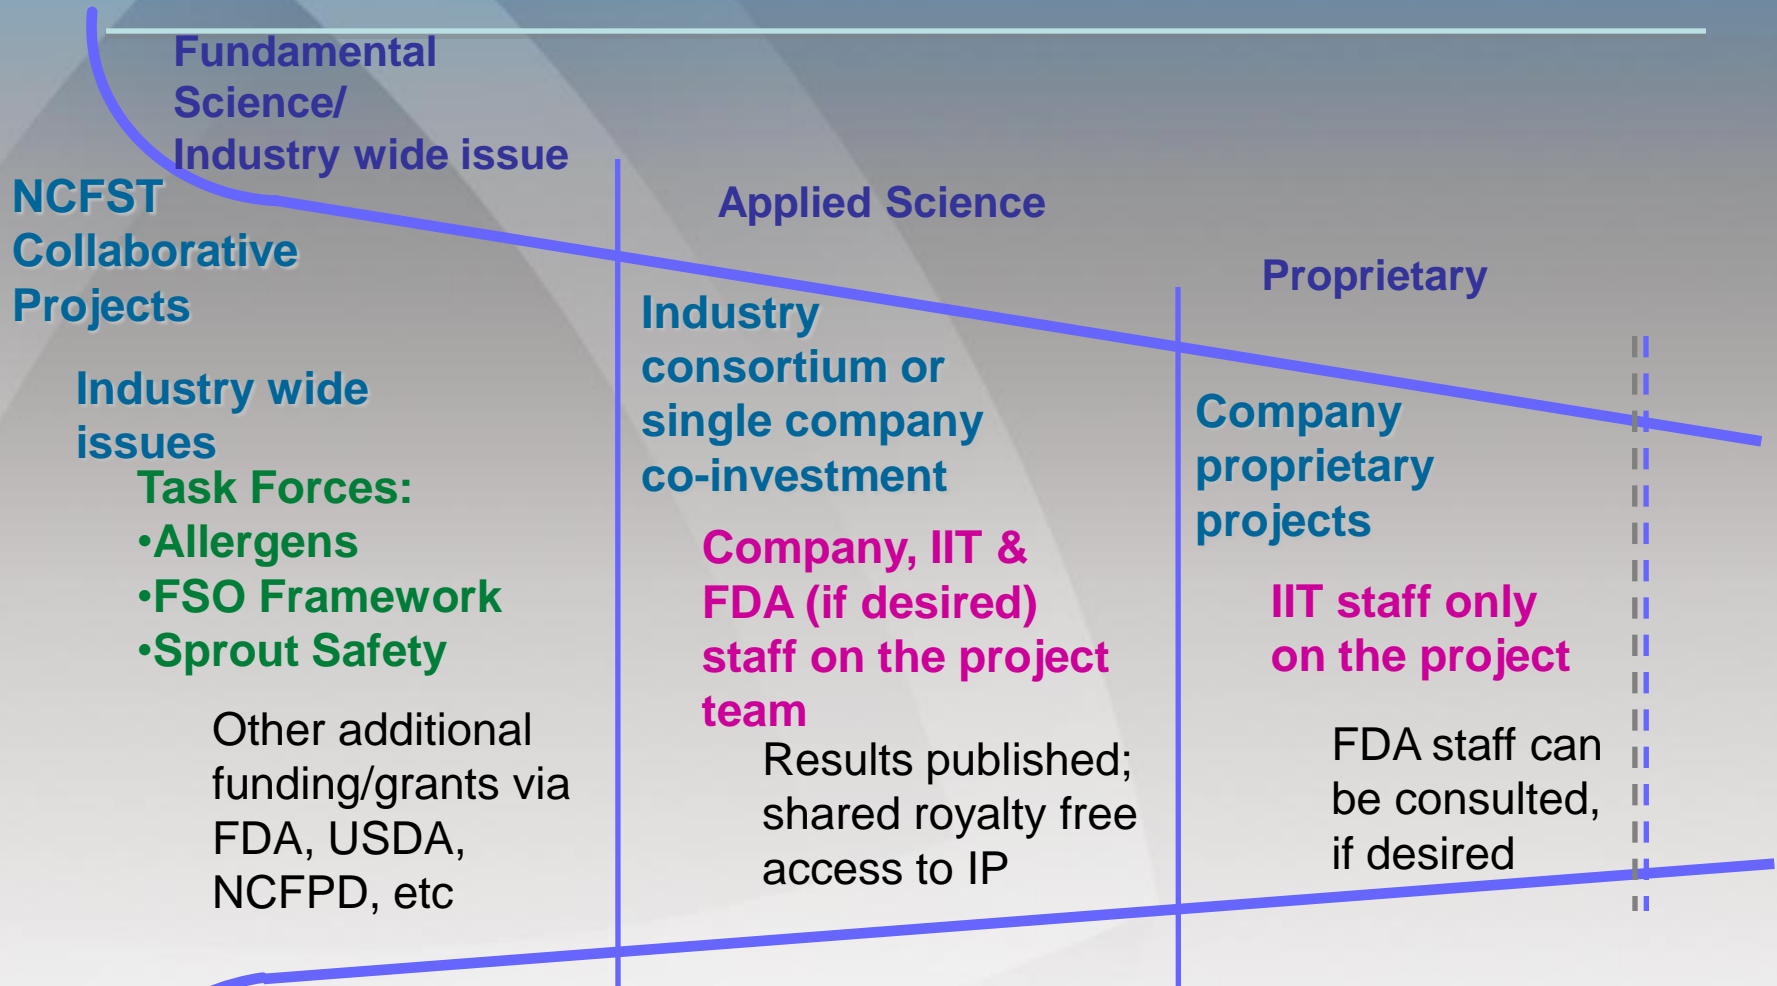 Fundamental
Science/
Industry wide issue
NCFST
Collaborative
Projects
Industry wide
issues
Task Forces:
•Allergens
•FSO Framework
•Sprout Safety
Other additional
funding/grants via
FDA, USDA,
NCFPD, etc
Applied Science
Industry
consortium or
single company
co-investment
Company, IIT &
FDA (if desired)
staff on the project
team
Results published;
shared royalty free
access to IP
Proprietary
Company
proprietary
projects
IIT staff only
on the project
FDA staff can
be consulted,
if desired